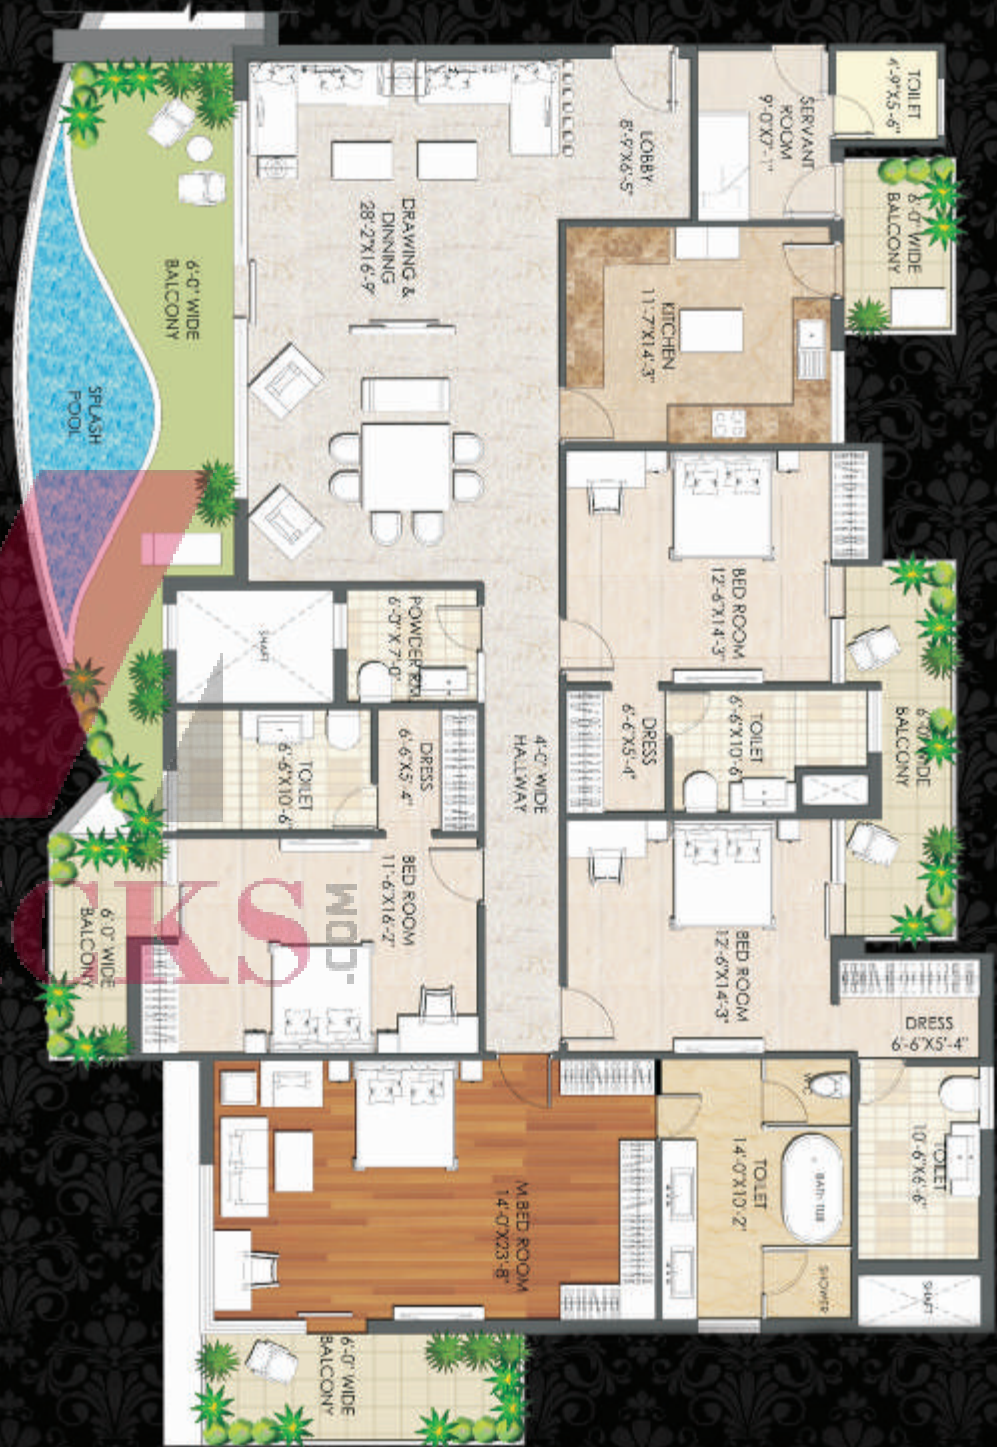 TOILET
4'-9"X5'-6"
SERVANT
ROOM
9'-0"X7'-1"
LOBBY
8'-9"X6'-5"
6'-0" WIDE
BALCONY
DRAWING &
DINNING
28'-2"X16'-9"
6'-0" WIDE
BALCONY
KITCHEN
11'-7"X14'-3"
SPLASH
POOL
BED ROOM
12'-6"X14'-3"
POWDER RM.
6'-0" X 7'-0"
SHAFT
6'-0" WIDE
BALCONY
TOILET
6'-6"X10'-6"
DRESS
6'-6"X5'-4"
4'-0" WIDE
HALLWAY
DRESS
6'-6"X5'-4"
TOILET
6'-6"X10'-6"
BED ROOM
11'-6"X16'-2"
6'-0" WIDE
BALCONY
BED ROOM
12'-6"X14'-3"
DRESS
6'-6"X5'-4"
CKS
.COM
W.C
TOILET
10'-6"X6'-6"
TOILET
14'-0"X10'-2"
BATH TUB
M.BED ROOM
14'-0"X23'-8"
SHOWER
SHAFT
6'-0" WIDE
BALCONY